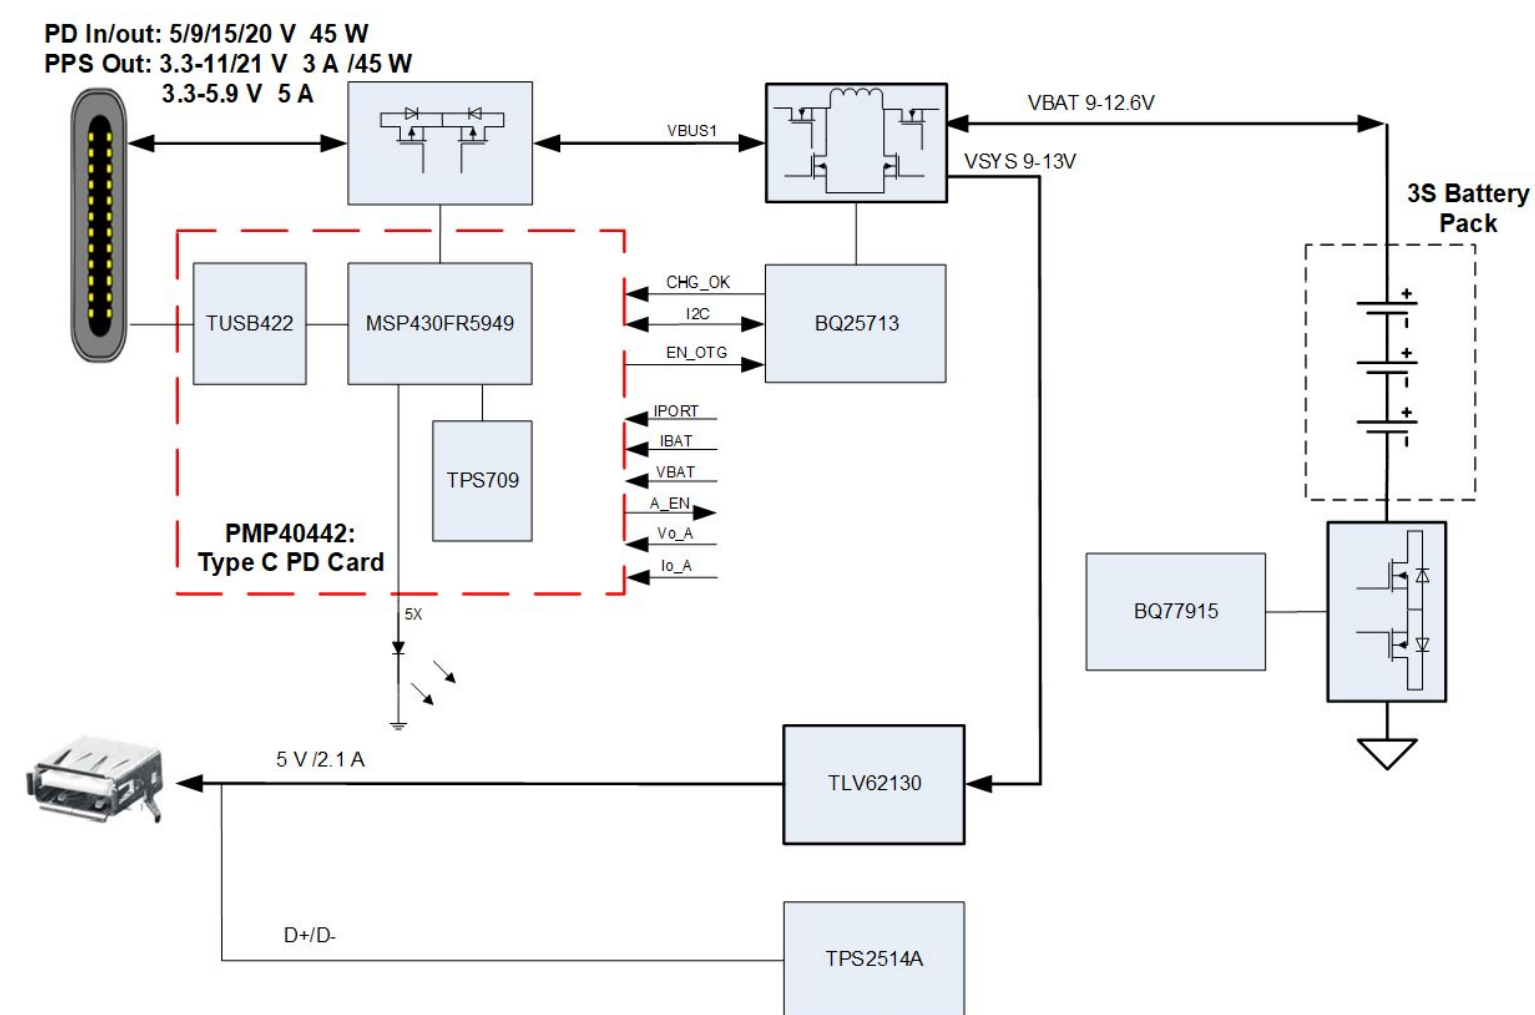 PD In/out: 5/9/15/20 V 45 W
PPS Out: 3.3-11/21 V 3 A /45 W
3.3-5.9 V 5 A
VBUS1
VBAT 9-12.6V
VSYS 9-13V
3S Battery
Pack
TUSB422
MSP430FR5949
CHG_OK
I2C
EN_OTG
BQ25713
IPORT
IBAT
VBAT
A_EN
Vo_A
Io_A
TPS709
PMP40442:
Type C PD Card
5X
BQ77915
5 V /2.1 A
TLV62130
D+/D-
TPS2514A